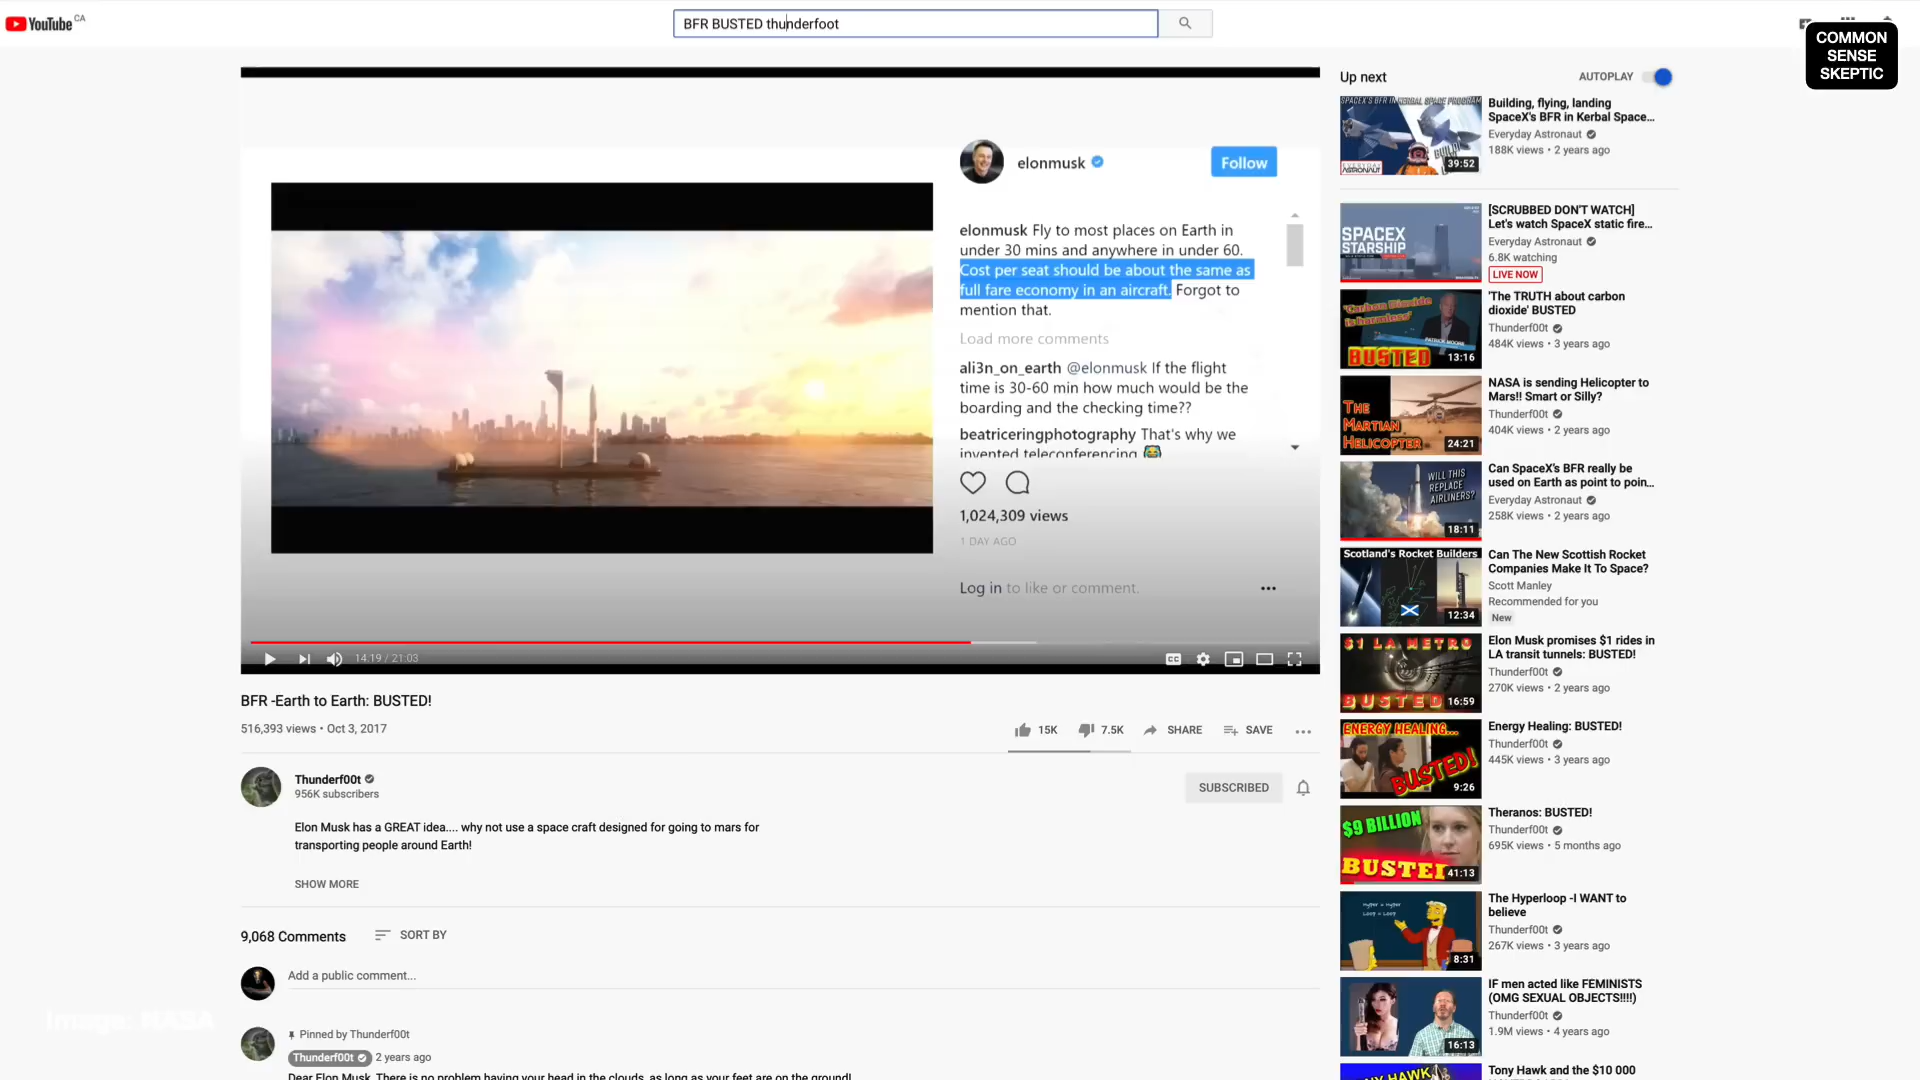 YouTube CA
BFR BUSTED thunderfoot
COMMON
SENSE
SKEPTIC
elonmusk
Follow
elonmusk Fly to most places on Earth in
under 30 mins and anywhere in under 60.
Cost per seat should be about the same as
full fare economy in an aircraft. Forgot to
mention that.
Load more comments
ali3n_on_earth @elonmusk If the flight
time is 30-60 min how much would be the
boarding and the checking time??
beatriceringphotography That's why we
invented teleconferencing
1,024,309 views
1 DAY AGO
Log in to like or comment.
14:19 / 21:03
CC
BFR -Earth to Earth: BUSTED!
516,393 views • Oct 3, 2017
15K
7.5K
SHARE
SAVE
Thunderf00t
956K subscribers
SUBSCRIBED
Elon Musk has a GREAT idea.... why not use a space craft designed for going to mars for
transporting people around Earth!
SHOW MORE
9,068 Comments
SORT BY
Add a public comment...
Pinned by Thunderf00t
Thunderf00t 2 years ago
Dear Elon Musk, There is no problem having your head in the clouds, as long as your feet are on the ground!
Image: NASA
Up next
AUTOPLAY
SPACEX'S BFR IN KERBAL SPACE PROGRAM
EVERYDAY
ASTRONAUT
39:52
Building, flying, landing
SpaceX's BFR in Kerbal Space...
Everyday Astronaut
188K views • 2 years ago
SPACEX
STARSHIP
[SCRUBBED DON'T WATCH]
Let's watch SpaceX static fire...
Everyday Astronaut
6.8K watching
LIVE NOW
'Carbon Dioxide
is harmless'
PATRICK MOORE
BUSTED
13:16
'The TRUTH about carbon
dioxide' BUSTED
Thunderf00t
484K views • 3 years ago
THE
MARTIAN
HELICOPTER
24:21
NASA is sending Helicopter to
Mars!! Smart or Silly?
Thunderf00t
404K views • 2 years ago
WILL THIS
REPLACE
AIRLINERS?
18:11
Can SpaceX's BFR really be
used on Earth as point to poin...
Everyday Astronaut
258K views • 2 years ago
Scotland's Rocket Builders
12:34
Can The New Scottish Rocket
Companies Make It To Space?
Scott Manley
Recommended for you
New
$1 LA METRO
BUSTED
16:59
Elon Musk promises $1 rides in
LA transit tunnels: BUSTED!
Thunderf00t
270K views • 2 years ago
ENERGY HEALING...
BUSTED!
9:26
Energy Healing: BUSTED!
Thunderf00t
445K views • 3 years ago
$9 BILLION
BUSTED
41:13
Theranos: BUSTED!
Thunderf00t
695K views • 5 months ago
8:31
The Hyperloop -I WANT to
believe
Thunderf00t
267K views • 3 years ago
16:13
IF men acted like FEMINISTS
(OMG SEXUAL OBJECTS!!!!)
Thunderf00t
1.9M views • 4 years ago
HAWK
Tony Hawk and the $10 000